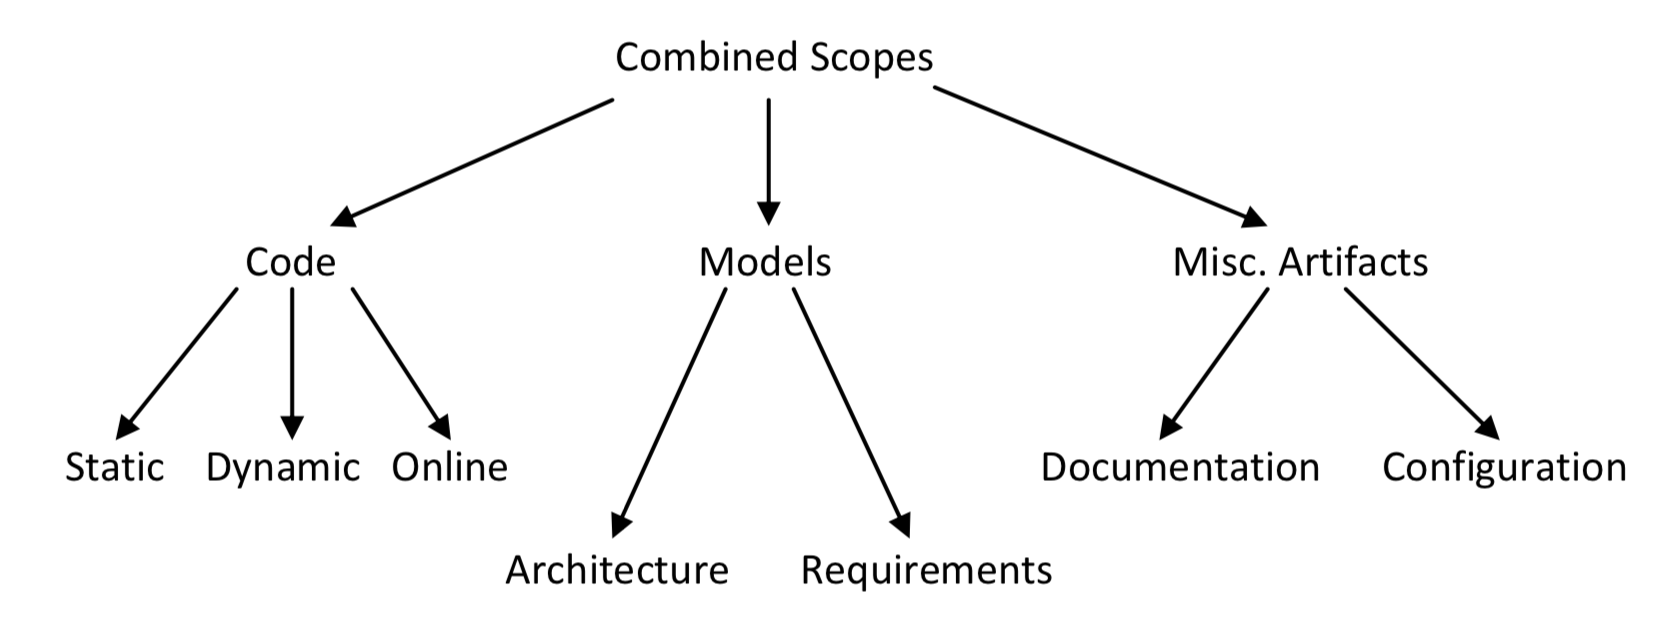 Combined Scopes
Code
Models
Misc. Artifacts
Static
Dynamic
Online
Documentation
Configuration
Architecture
Requirements